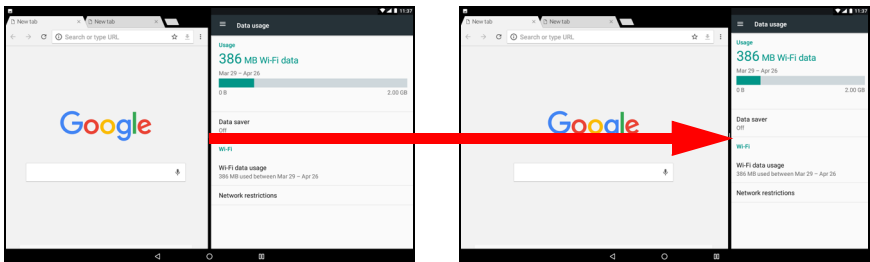 11:37
New tab
New tab
Data usage
Search or type URL
Usage
386 MB Wi-Fi data
Mar 29 – Apr 26
0 B
2.00 GB
Google
Data saver
Off
Wi-Fi
Wi-Fi data usage
386 MB used between Mar 29 – Apr 26
Network restrictions
11:37
New tab
New tab
Data usage
Search or type URL
Usage
386 MB Wi-Fi data
Mar 29 – Apr 26
0 B
2.00 GB
Google
Data saver
Off
Wi-Fi
Wi-Fi data usage
386 MB used between Mar 29 – Apr 26
Network restrictions